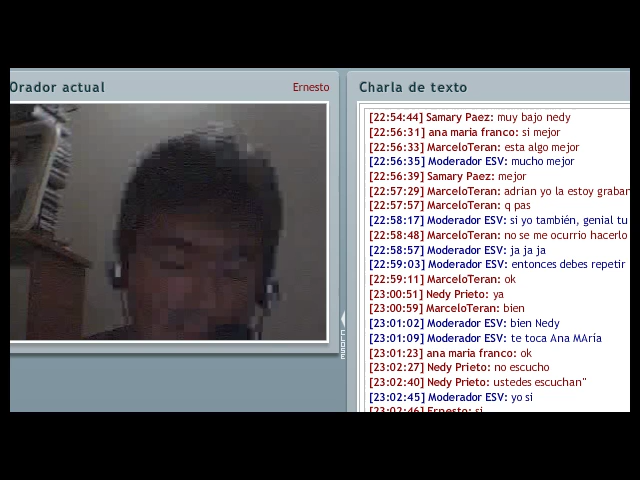 Orador actual
Ernesto
Charla de texto
[22:54:44] Samary Paez: muy bajo nedy
[22:56:31] ana maria franco: si mejor
[22:56:33] MarceloTeran: esta algo mejor
[22:56:35] Moderador ESV: mucho mejor
[22:56:39] Samary Paez: mejor
[22:57:29] MarceloTeran: adrian yo la estoy grabar
[22:57:57] MarceloTeran: q pas
[22:58:17] Moderador ESV: si yo también, genial tu
[22:58:48] MarceloTeran: no se me ocurrio hacerlo
[22:58:57] Moderador ESV: ja ja ja
[22:59:03] Moderador ESV: entonces debes repetir
[22:59:11] MarceloTeran: ok
[23:00:51] Nedy Prieto: ya
[23:00:59] MarceloTeran: bien
[23:01:02] Moderador ESV: bien Nedy
[23:01:09] Moderador ESV: te toca Ana MAría
[23:01:23] ana maria franco: ok
[23:02:27] Nedy Prieto: no escucho
[23:02:40] Nedy Prieto: ustedes escuchan"
[23:02:45] Moderador ESV: yo si
[23:02:46] Ernesto: si